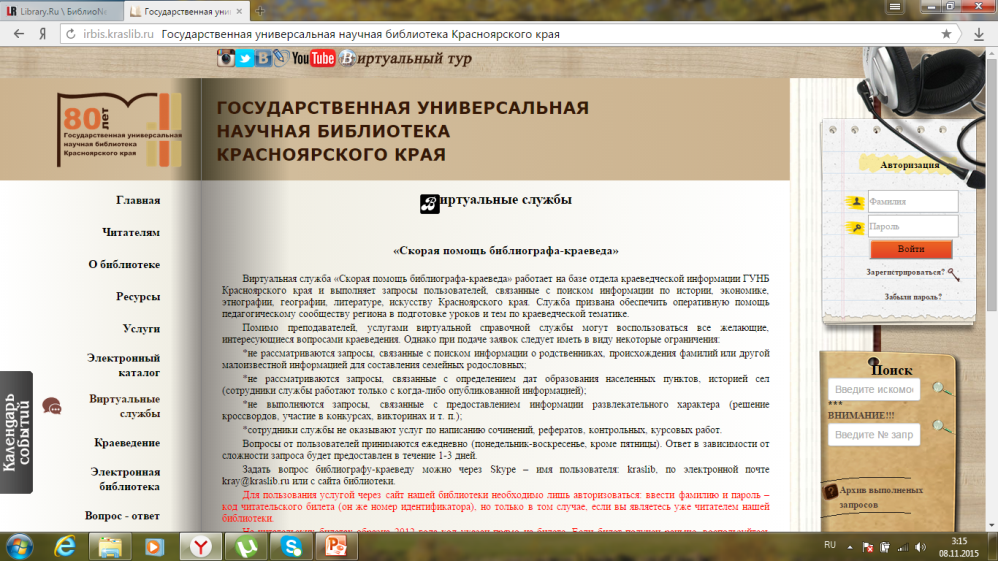 Library.Ru \ БиблиоNe
Государственная уни
irbis.kraslib.ru Государственная универсальная научная библиотека Красноярского края
You Tube Виртуальный тур
80 лет
Государственная универсальная
научная библиотека
Красноярского края
ГОСУДАРСТВЕННАЯ УНИВЕРСАЛЬНАЯ
НАУЧНАЯ БИБЛИОТЕКА
КРАСНОЯРСКОГО КРАЯ
Главная
Читателям
О библиотеке
Ресурсы
Услуги
Электронный
каталог
Виртуальные
службы
Краеведение
Электронная
библиотека
Вопрос - ответ
Календарь
событий
Виртуальные службы
«Скорая помощь библиографа-краеведа»
Виртуальная служба «Скорая помощь библиографа-краеведа» работает на базе отдела краеведческой информации ГУНБ
Красноярского края и выполняет запросы пользователей, связанные с поиском информации по истории, экономике,
этнографии, географии, литературе, искусству Красноярского края. Служба призвана обеспечить оперативную помощь
педагогическому сообществу региона в подготовке уроков и тем по краеведческой тематике.
Помимо преподавателей, услугами виртуальной справочной службы могут воспользоваться все желающие,
интересующиеся вопросами краеведения. Однако при подаче заявок следует иметь в виду некоторые ограничения:
*не рассматриваются запросы, связанные с поиском информации о родственниках, происхождения фамилий или другой
малоизвестной информацией для составления семейных родословных;
*не рассматриваются запросы, связанные с определением дат образования населенных пунктов, историей сел
(сотрудники службы работают только с когда-либо опубликованной информацией);
*не выполняются запросы, связанные с предоставлением информации развлекательного характера (решение
кроссвордов, участие в конкурсах, викторинах и т. п.);
*сотрудники службы не оказывают услуг по написанию сочинений, рефератов, контрольных, курсовых работ.
Вопросы от пользователей принимаются ежедневно (понедельник-воскресенье, кроме пятницы). Ответ в зависимости от
сложности запроса будет предоставлен в течение 1-3 дней.
Задать вопрос библиографу-краеведу можно через Skype – имя пользователя: kraslib, по электронной почте
kray@kraslib.ru или с сайта библиотеки.
Для пользования услугой через сайт нашей библиотеки необходимо лишь авторизоваться: ввести фамилию и пароль –
код читательского билета (он же номер идентификатора), но только в том случае, если вы являетесь уже читателем нашей
библиотеки.
Авторизация
Фамилия
Пароль
Войти
Зарегистрироваться?
Забыли пароль?
Поиск
Введите искомо
***
ВНИМАНИЕ!!!
Введите № запр
Архив выполненых
запросов
RU
3:15
08.11.2015